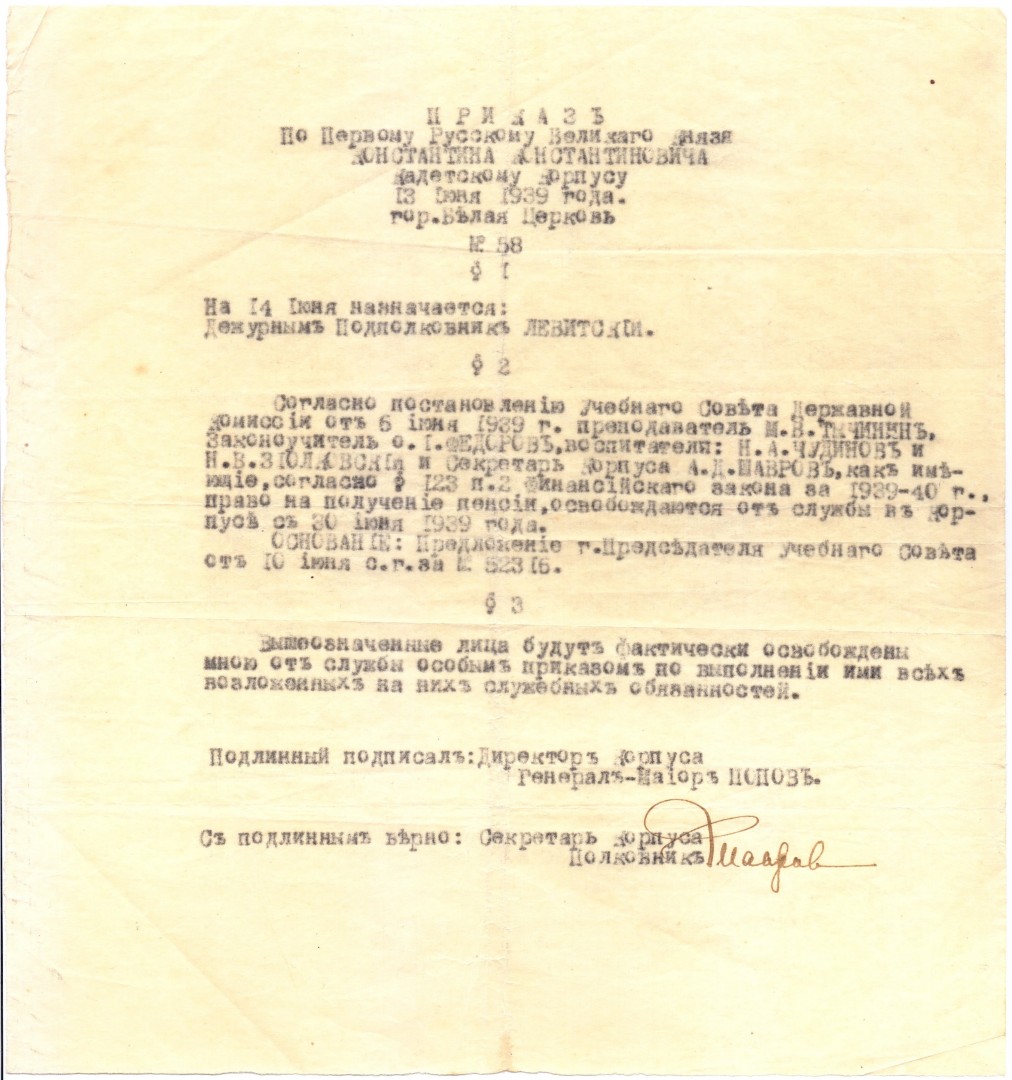 ПРИКАЗЪ
По Первому Русскому Великаго Князя
КОНСТАНТИНА КОНСТАНТИНОВИЧА
Кадетскому Корпусу
13 Iюня 1939 года.
гор.Бѣлая Церковь
№ 58
§ 1
На 14 Iюня назначается:
Дежурнымъ Подполковникъ ЛЕВИТСКIЙ.
§ 2
Согласно постановленiю Учебнаго Совѣта Державной
Комиссiи отъ 6 iюня 1939 г. преподаватель
Законоучитель о.I.ФЕДОРОВЪ,воспитатели: Н.А.ЧУДИНОВЪ и
Н.В.ЗIОЛКОВСКIЙ и Секретарь Корпуса А.Д.ШАВРОВЪ,какъ имѣ-
ющiе,согласно § 123 п.2 Финансiйскаго закона за 1939-40 г.,
право на полученiе пенсiи,освобождаются отъ службы въ Кор-
пусѣ съ 30 iюня 1939 года.
ОСНОВАНIЕ: Предложенiе г.Предсѣдателя Учебнаго Совѣта
отъ 10 iюня с.г.за № 52316.
§ 3
Вышеозначенные лица будутъ фактически освобождены
мною отъ службы особымъ приказомъ по выполненiи ими всѣхъ
возложенныхъ на нихъ служебныхъ обязанностей.
Подлинный подписалъ:Директоръ Корпуса
Генералъ-Маiоръ ПОПОВЪ.
Съ подлиннымъ вѣрно: Секретарь Корпуса
Полковникъ Шавров